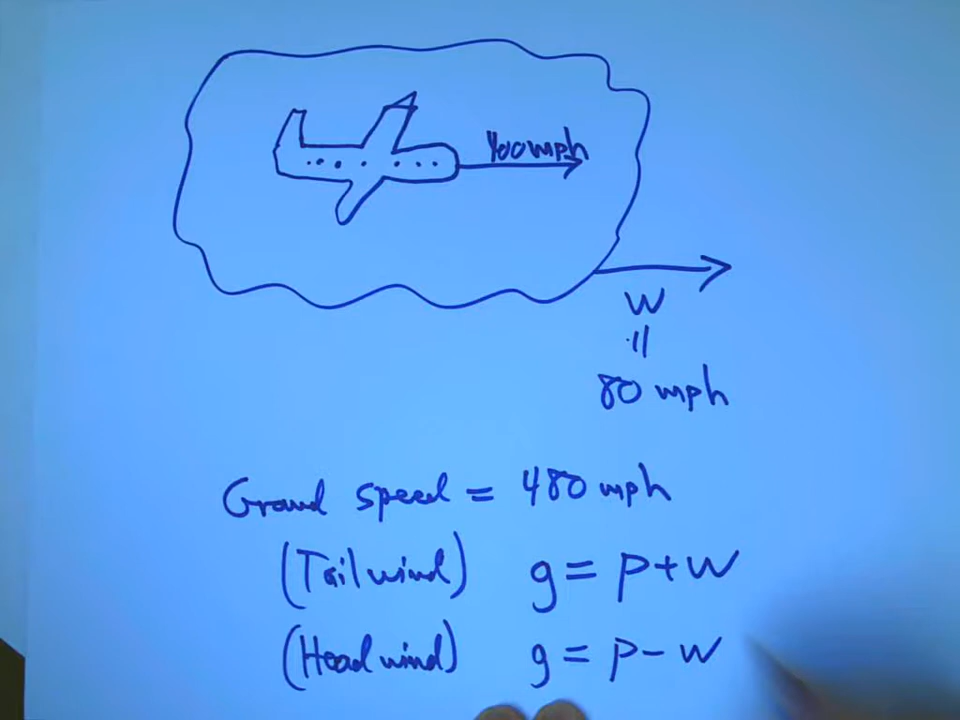 400mph
W
=
80 mph
Ground speed = 480 mph
(Tailwind) g = p + w
(Headwind) g = p - w